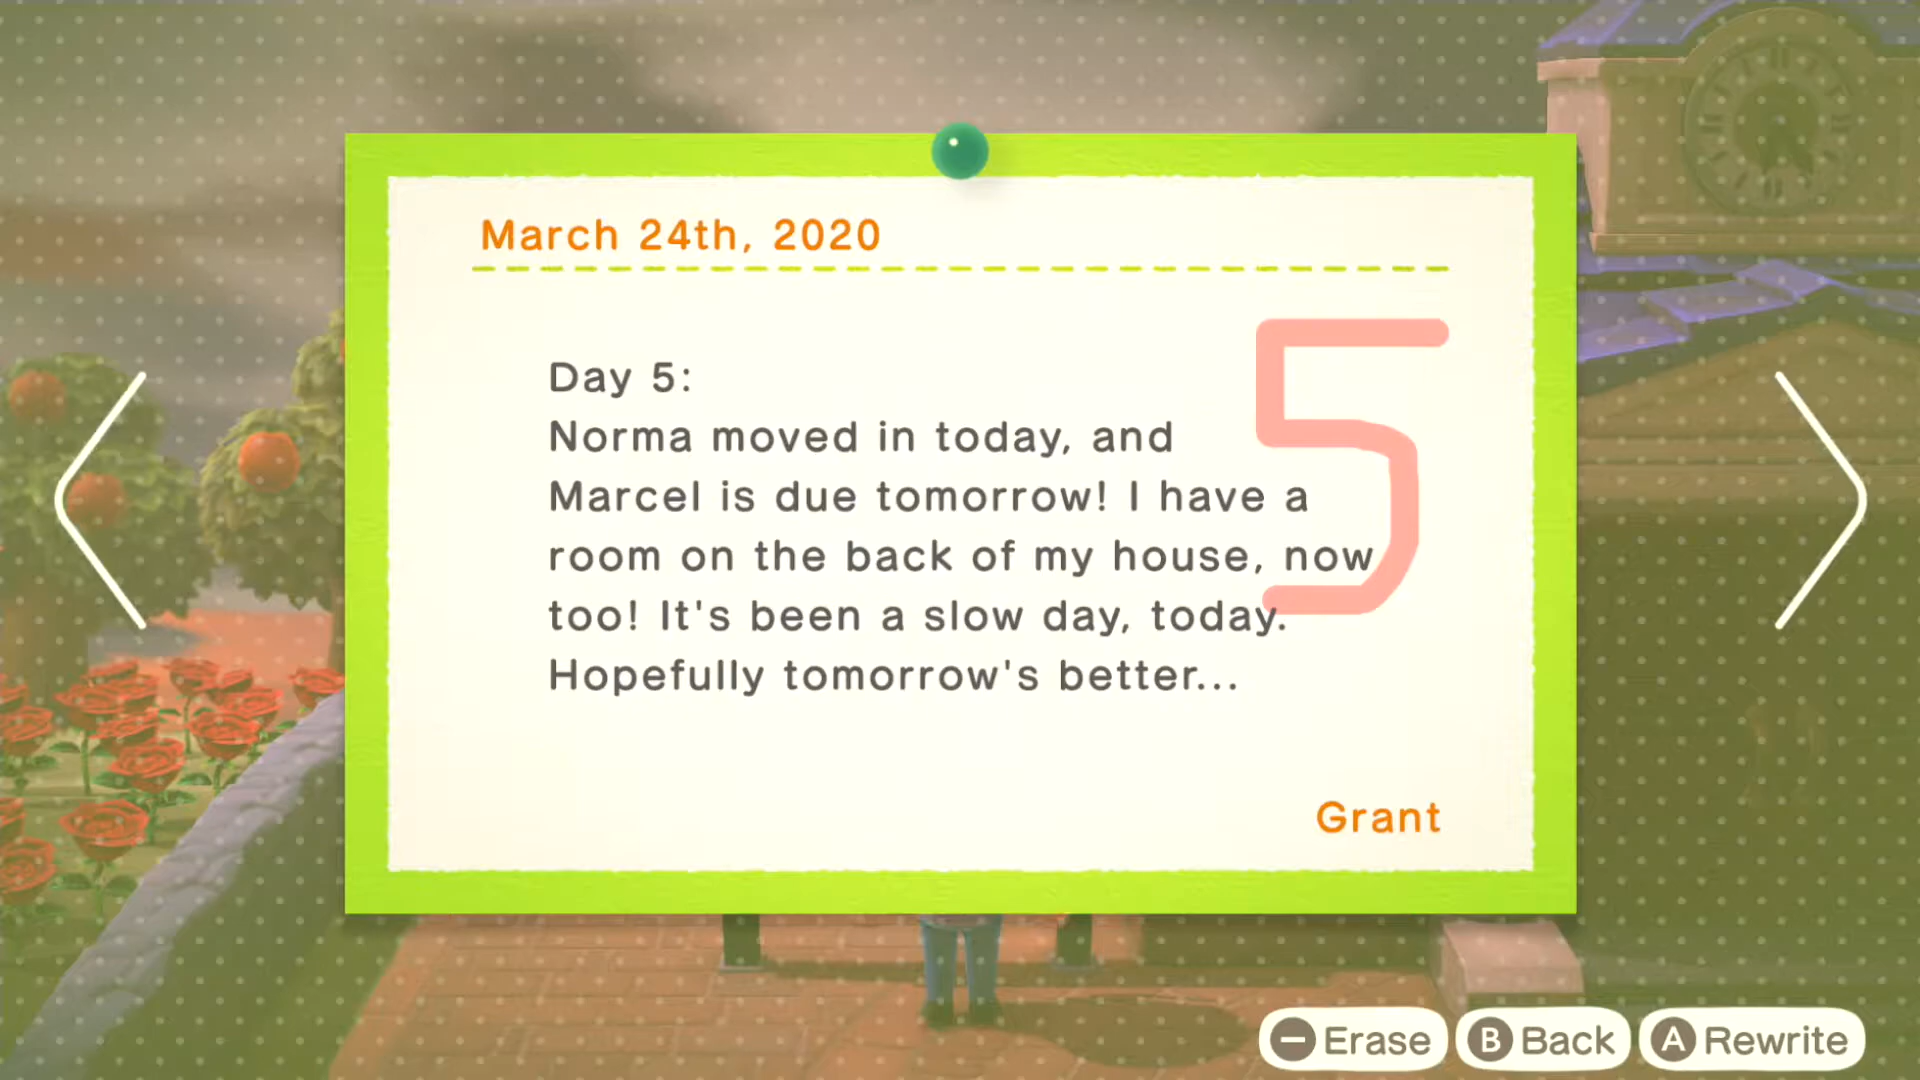 March 24th, 2020
Day 5:
Norma moved in today, and
Marcel is due tomorrow! I have a
room on the back of my house, now
too! It's been a slow day, today.
Hopefully tomorrow's better...
5
Grant
Erase
B Back
A Rewrite